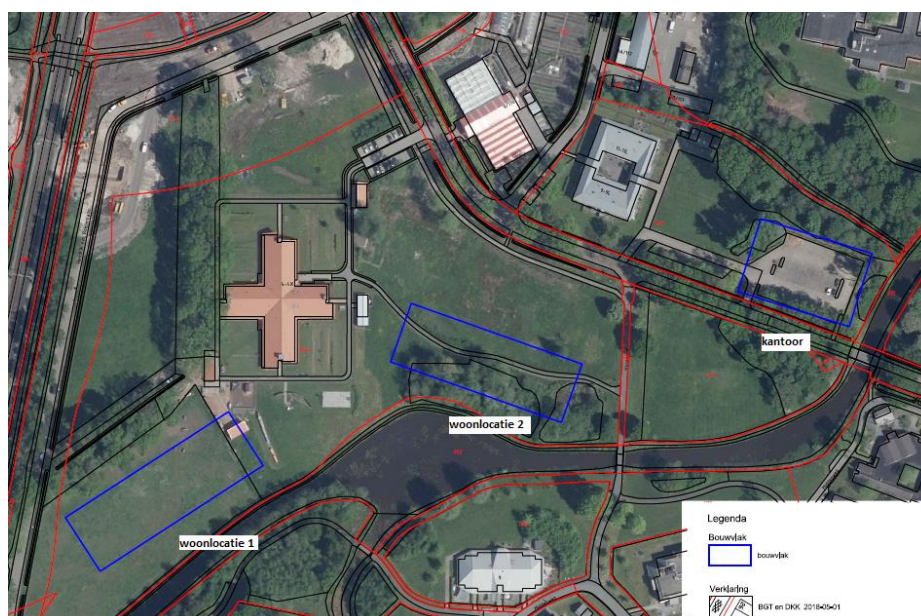 kantoor
woonlocatie 2
woonlocatie 1
Legenda
Bouwvlak
bouwvlak
Verklaring
BGT en DKK 2018-05-01